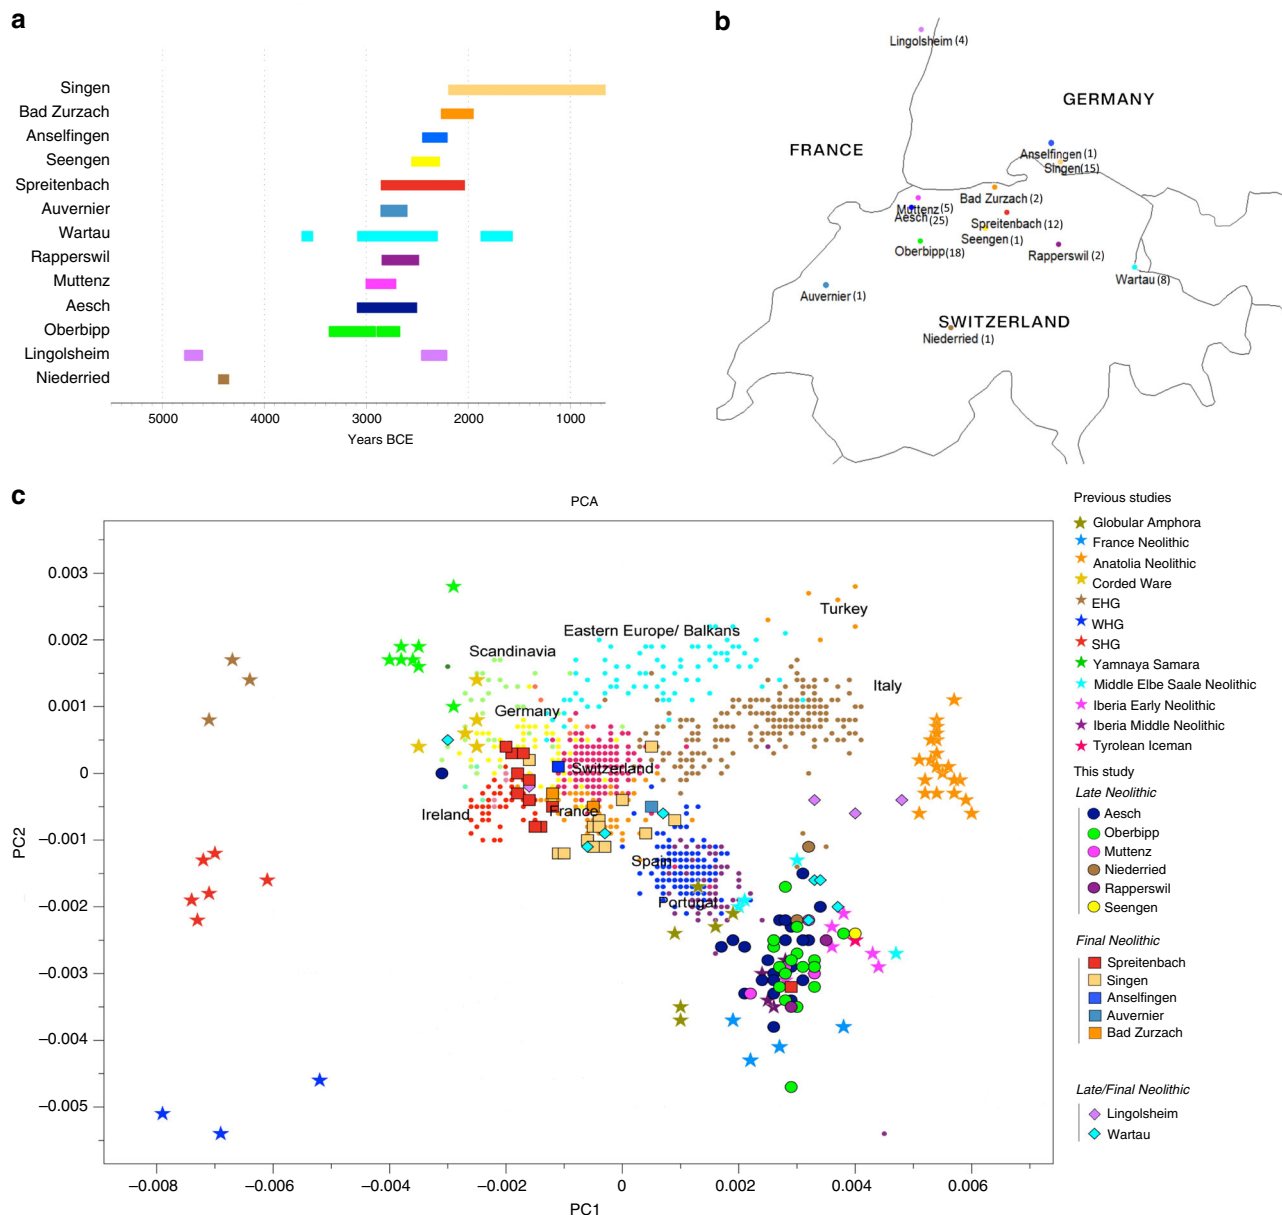 a
Singen
Bad Zurzach
Anselfingen
Seengen
Spreitenbach
Auvernier
Wartau
Rapperswil
Muttenz
Aesch
Oberbipp
Lingolsheim
Niederried
5000 4000 3000 2000 1000
Years BCE
b
Lingolsheim (4)
GERMANY
FRANCE
Anselfingen (1)
Singen(15)
Bad Zurzach (2)
Muttenz (5)
Aesch (25)
Spreitenbach (12)
Seengen (1)
Oberbipp(18)
Rapperswil (2)
Wartau (8)
Auvernier (1)
SWITZERLAND
Niederried (1)
c
PCA
0.003
0.002
0.001
0
−0.001
−0.002
−0.003
−0.004
−0.005
PC2
Turkey
Eastern Europe/ Balkans
Scandinavia
Italy
Germany
Switzerland
Ireland
France
Spain
Portugal
−0.008 −0.006 −0.004 −0.002 0 0.002 0.004 0.006
PC1
Previous studies
Globular Amphora
France Neolithic
Anatolia Neolithic
Corded Ware
EHG
WHG
SHG
Yamnaya Samara
Middle Elbe Saale Neolithic
Iberia Early Neolithic
Iberia Middle Neolithic
Tyrolean Iceman
This study
Late Neolithic
Aesch
Oberbipp
Muttenz
Niederried
Rapperswil
Seengen
Final Neolithic
Spreitenbach
Singen
Anselfingen
Auvernier
Bad Zurzach
Late/Final Neolithic
Lingolsheim
Wartau